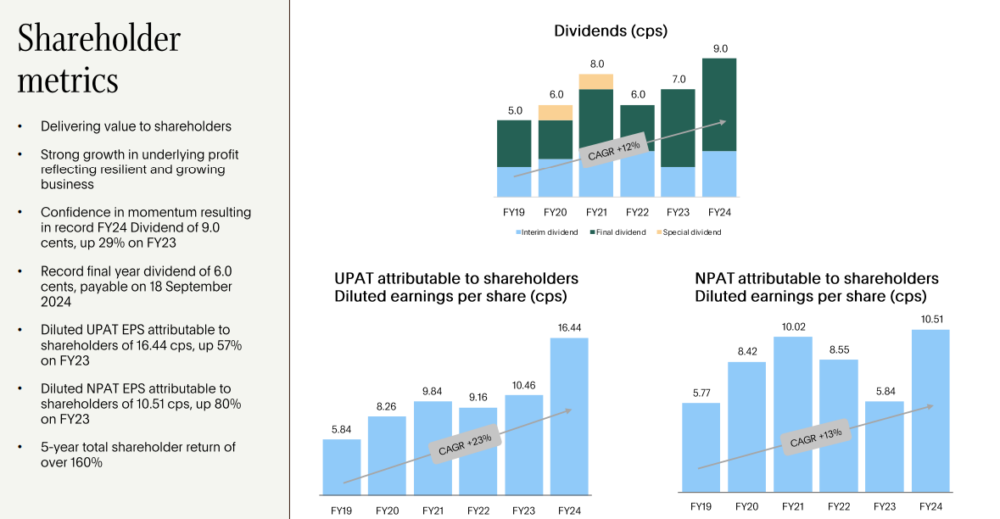 Shareholder
metrics
• Delivering value to shareholders
• Strong growth in underlying profit
reflecting resilient and growing
business
• Confidence in momentum resulting
in record FY24 Dividend of 9.0
cents, up 29% on FY23
• Record final year dividend of 6.0
cents, payable on 18 September
2024
• Diluted UPAT EPS attributable to
shareholders of 16.44 cps, up 57%
on FY23
• Diluted NPAT EPS attributable to
shareholders of 10.51 cps, up 80%
on FY23
• 5-year total shareholder return of
over 160%
Dividends (cps)
5.0 6.0 8.0 6.0 7.0 9.0
CAGR +12%
FY19 FY20 FY21 FY22 FY23 FY24
Interim dividend Final dividend Special dividend
UPAT attributable to shareholders
Diluted earnings per share (cps)
5.84 8.26 9.84 9.16 10.46 16.44
CAGR +23%
FY19 FY20 FY21 FY22 FY23 FY24
NPAT attributable to shareholders
Diluted earnings per share (cps)
5.77 8.42 10.02 8.55 5.84 10.51
CAGR +13%
FY19 FY20 FY21 FY22 FY23 FY24